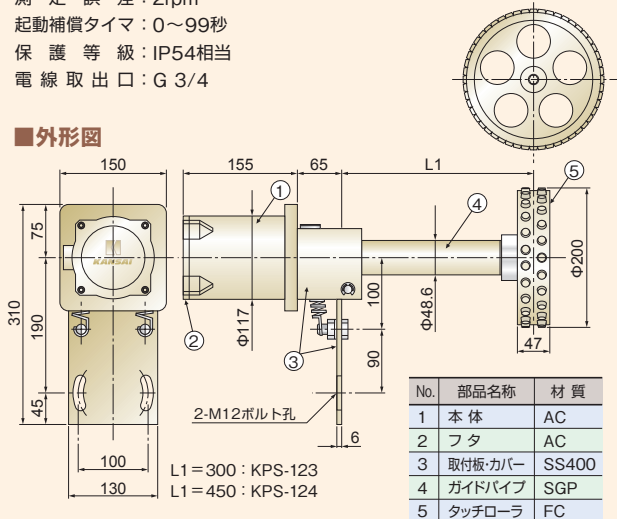 測定誤差：2rpm
起動補償タイマ：0～99秒
保護等級：IP54相当
電線取出口：G 3/4
■外形図
150
155
65
L1
①
⑤
④
75
310
190
45
KANSAI
Φ117
②
③
100
90
Φ48.6
Φ200
47
2-M12ボルト孔
6
100
130
L1＝300：KPS-123
L1＝450：KPS-124
No. 部品名称 材質
1 本体 AC
2 フタ AC
3 取付板・カバー SS400
4 ガイドパイプ SGP
5 タッチローラ FC